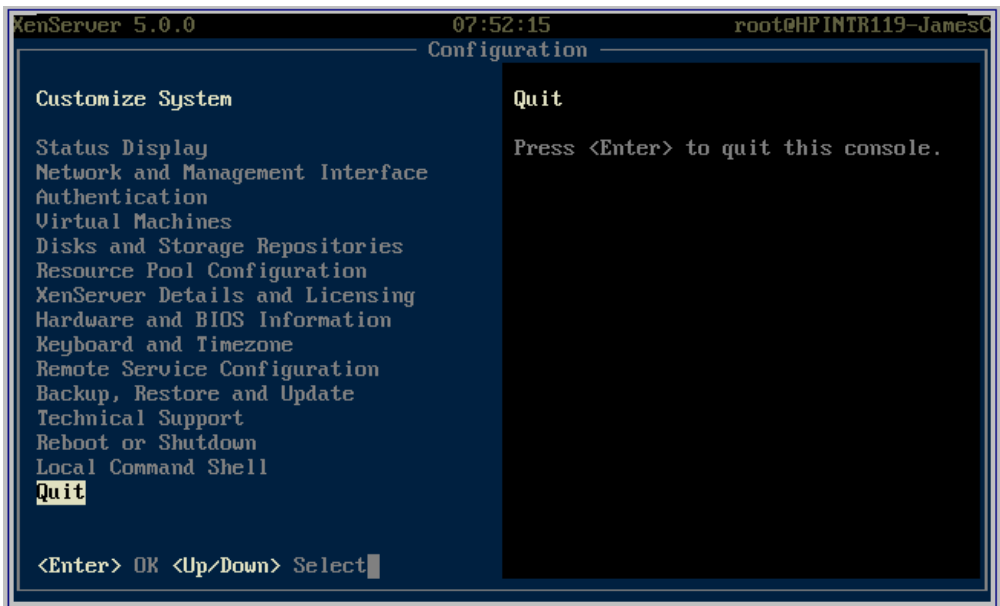 XenServer 5.0.0 07:52:15 root@HPINTR119-JamesC
Configuration
Customize System
Status Display
Network and Management Interface
Authentication
Virtual Machines
Disks and Storage Repositories
Resource Pool Configuration
XenServer Details and Licensing
Hardware and BIOS Information
Keyboard and Timezone
Remote Service Configuration
Backup, Restore and Update
Technical Support
Reboot or Shutdown
Local Command Shell
Quit
<Enter> OK <Up/Down> Select
Quit
Press <Enter> to quit this console.